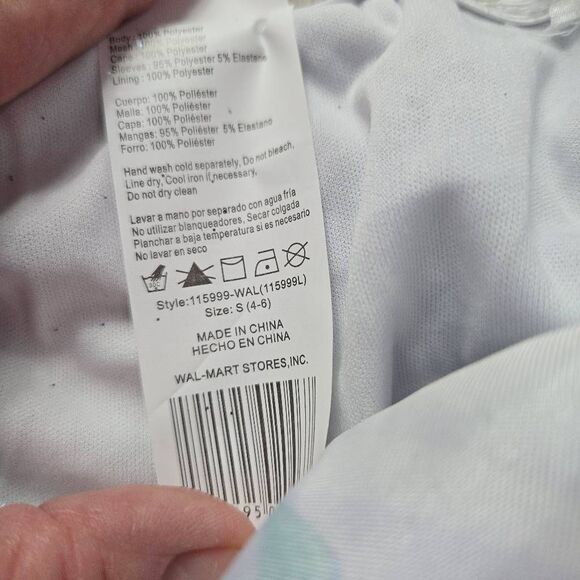 Body: 100% Polyester
Mesh: 100% Polyester
Cape: 100% Polyester
Sleeves: 95% Polyester 5% Elastane
Lining: 100% Polyester
Cuerpo: 100% Poliéster
Malla: 100% Poliéster
Capa: 100% Poliéster
Mangas: 95% Poliéster 5% Elastano
Forro: 100% Poliéster
Hand wash cold separately, Do not bleach,
Line dry, Cool iron if necessary,
Do not dry clean
Lavar a mano por separado con agua fría
No utilizar blanqueadores, Secar colgada
Planchar a baja temperatura si es necesario
No lavar en seco
Style:115999-WAL(115999L)
Size: S (4-6)
MADE IN CHINA
HECHO EN CHINA
WAL-MART STORES,INC.
95